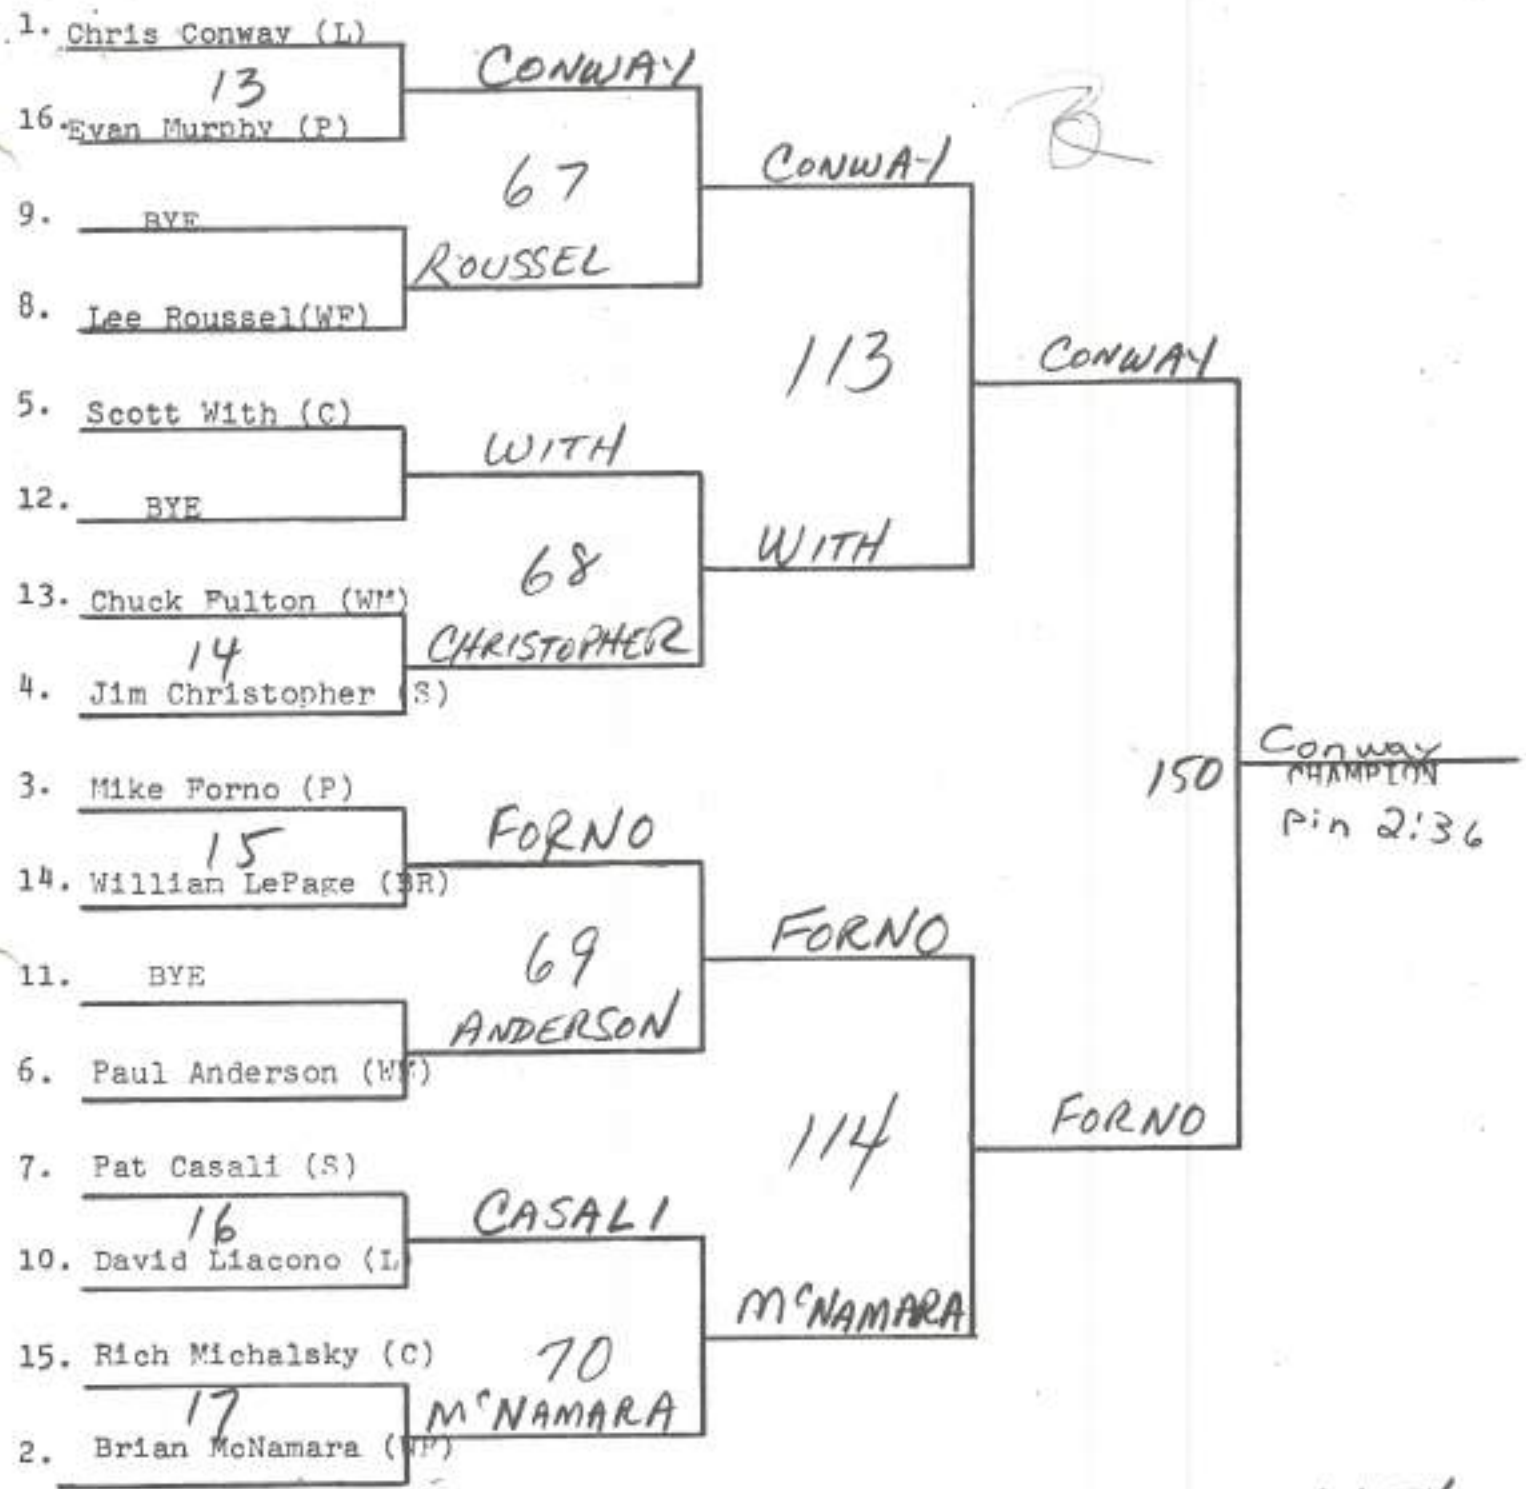 1. Chris Conway (L)
CONWAY
13
16. Evan Murphy (P)
CONWAY
67
9. BYE
ROUSSEL
8. Lee Roussel(WF)
113
CONWAY
5. Scott With (C)
WITH
12. BYE
WITH
68
13. Chuck Fulton (WM)
CHRISTOPHER
14
4. Jim Christopher (S)
Conway
150
CHAMPION
pin 2:36
3. Mike Forno (P)
FORNO
15
14. Willian LePage (BR)
FORNO
69
11. BYE
ANDERSON
6. Paul Anderson
114
FORNO
7. Pat Casali (S)
CASALI
16
10. David Liacono (L
McNAMARA
15. Rich Michalsky (C)
70
17
McNAMARA
2. Brian McNamara